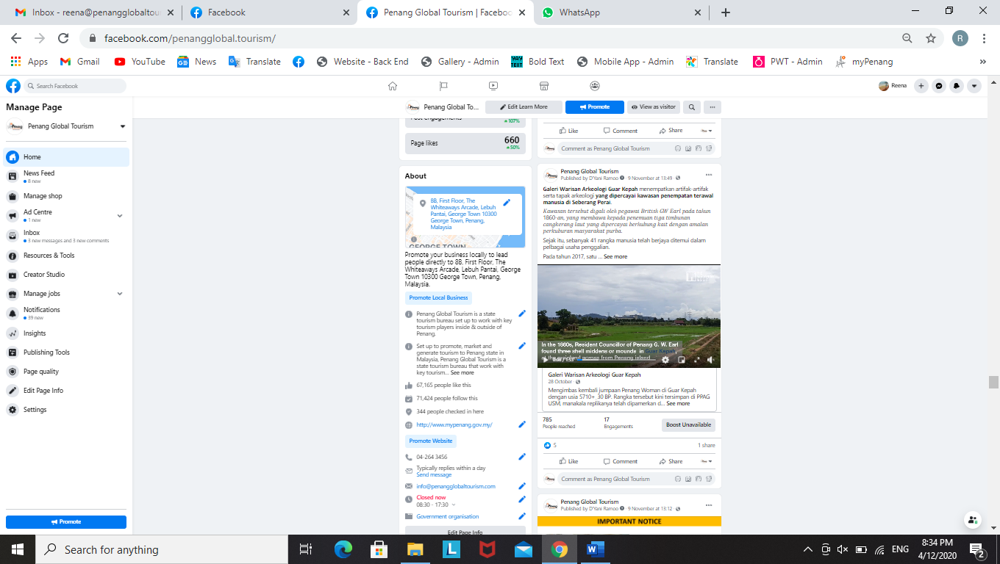 Inbox - reena@penangglobaltou
Facebook
Penang Global Tourism | Faceboo
WhatsApp
facebook.com/penangglobal.tourism/
R
Apps
Gmail
YouTube
News
Translate
Website - Back End
Gallery - Admin
YAY TEXT
Bold Text
Mobile App - Admin
Translate
PWT - Admin
myPenang
Search Facebook
Reena
Manage Page
Penang Global Tourism
Home
News Feed
8 new
Manage shop
Ad Centre
1 new
Inbox
3 new messages and 3 new comments
Resources & Tools
Creator Studio
Manage jobs
Notifications
39 new
Insights
Publishing Tools
Page quality
Edit Page Info
Settings
Promote
Penang Global To...
Edit Learn More
Promote
View as visitor
Post engagements
107%
Page likes
660
50%
About
8B, First Floor, The
Whiteaways Arcade, Lebuh
Pantai, George Town 10300
George Town, Penang,
Malaysia
GEORGE TOWN
Promote your business locally to lead
people directly to 8B, First Floor, The
Whiteaways Arcade, Lebuh Pantai, George
Town 10300 George Town, Penang,
Malaysia.
Promote Local Business
Penang Global Tourism is a state
tourism bureau set up to work with key
tourism players inside & outside of
Penang.
Set up to promote, market and
generate tourism to Penang state in
Malaysia, Penang Global Tourism is a
state tourism bureau that work with
key tourism... See more
67,165 people like this
71,424 people follow this
344 people checked in here
http://www.mypenang.gov.my/
Promote Website
04-264 3456
Typically replies within a day
Send message
info@penangglobaltourism.com
Closed now
08:30 - 17:30
Government organisation
Edit Page Info
Like
Comment
Share
Comment as Penang Global Tourism
Penang Global Tourism
Published by D'Yani Ramoo · 9 November at 13:49 ·
Galeri Warisan Arkeologi Guar Kepah menempatkan artifak-artifak
serta tapak arkeologi yang dipercayai kawasan penempatan terawal
manusia di Seberang Perai.
Kawasan tersebut digali oleh pegawai British GW Earl pada tahun
1860-an, yang membawa kepada penemuan tiga timbunan
cangkerang laut yang dipercayai berhubung kait dengan amalan
perkuburan masyarakat purba.
Sejak itu, sebanyak 41 rangka manusia telah berjaya ditemui dalam
pelbagai usaha penggalian.
Pada tahun 2017, satu ... See more
In the 1860s, Resident Councillor of Penang G. W. Earl
found three shell middens or mounds in Guar Kepah,
at the mainland across from Penang island
Galeri Warisan Arkeologi Guar Kepah
28 October ·
Mengimbas kembali jumpaan Penang Woman di Guar Kepah
dengan usia 5710+_30 BP. Rangka tersebut kini tersimpan di PPAG
USM, manakala replikanya telah dipamerkan d... See more
785
People reached
17
Engagements
Boost Unavailable
5
1 share
Like
Comment
Share
Comment as Penang Global Tourism
Penang Global Tourism
Published by D'Yani Ramoo · 9 November at 13:12 ·
IMPORTANT NOTICE
Search for anything
ENG
8:34 PM
4/12/2020
2